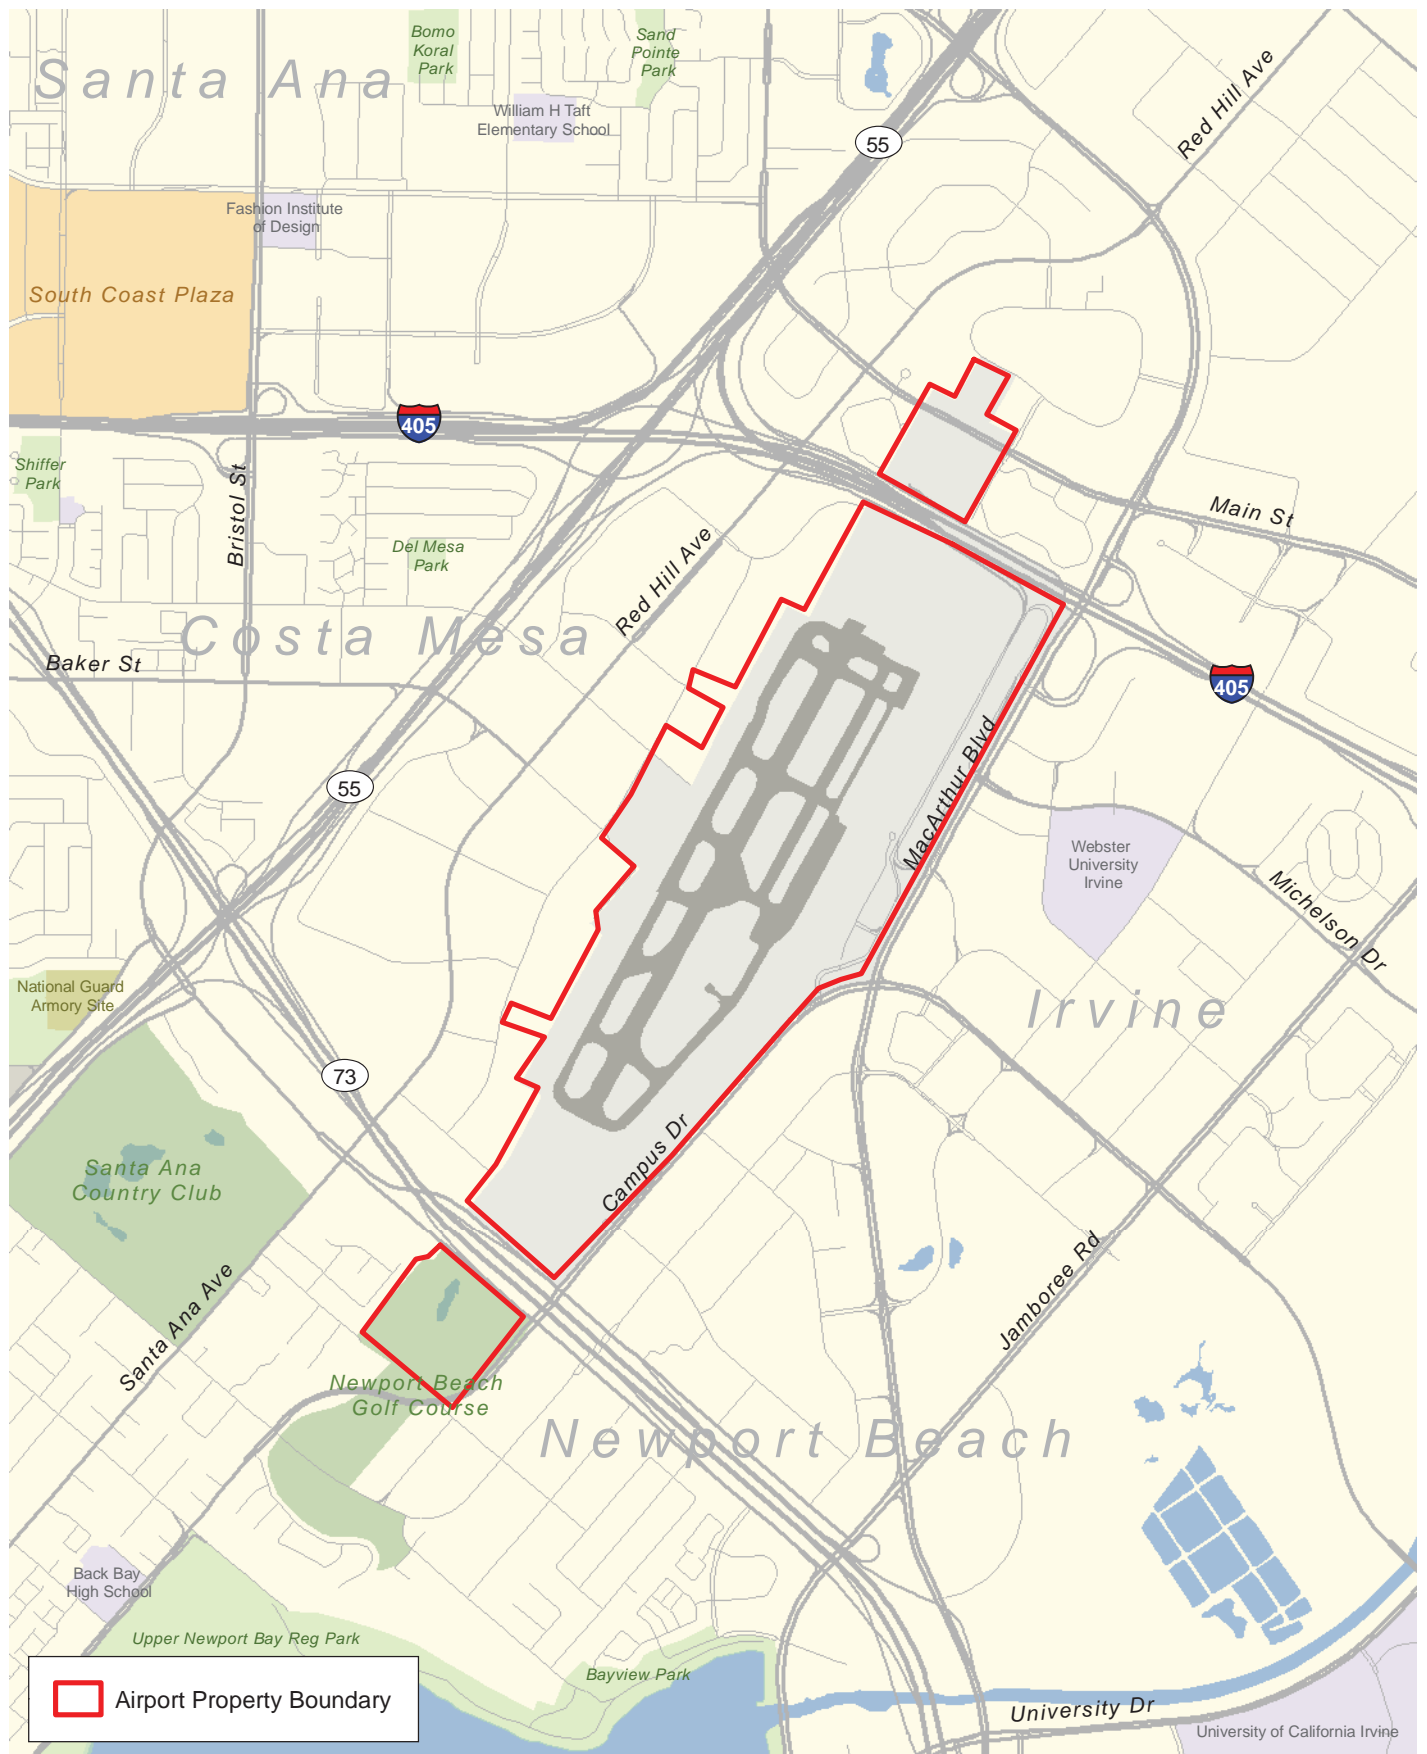 Bomo
Koral
Park
Sand
Pointe
Park
Santa Ana
William H Taft
Elementary School
Red Hill Ave
55
Fashion Institute
of Design
South Coast Plaza
405
Shiffer
Park
Bristol St
Main St
Del Mesa
Park
Red Hill Ave
Costa Mesa
Baker St
405
55
MacArthur Blvd
Webster
University
Irvine
Michelson Dr
National Guard
Armory Site
Irvine
73
Campus Dr
Santa Ana
Country Club
Santa Ana Ave
Jamboree Rd
Newport Beach
Golf Course
Newport Beach
Back Bay
High School
Upper Newport Bay Reg Park
Bayview Park
Airport Property Boundary
University Dr
University of California Irvine